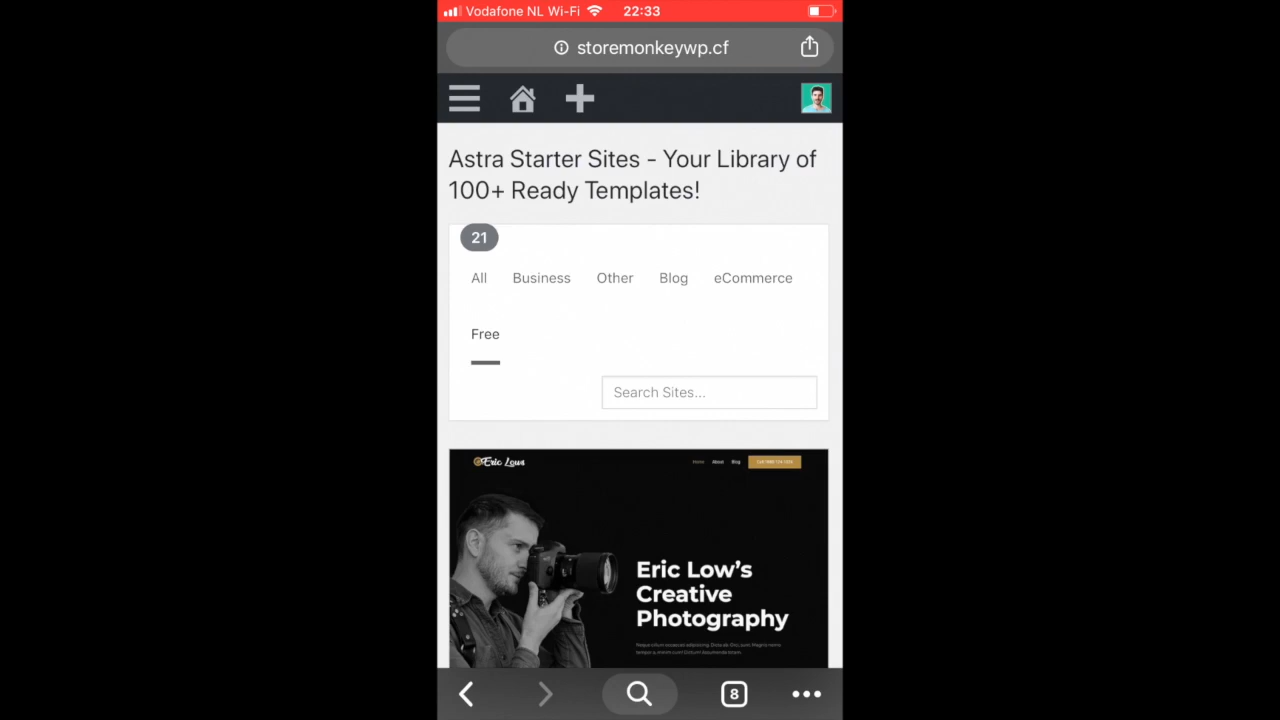 Vodafone NL Wi-Fi 22:33
storemonkeywp.cf
Astra Starter Sites - Your Library of
100+ Ready Templates!
21
All Business Other Blog eCommerce
Free
Search Sites...
Eric Lows
Home About Blog
Eric Low's
Creative
Photography
8